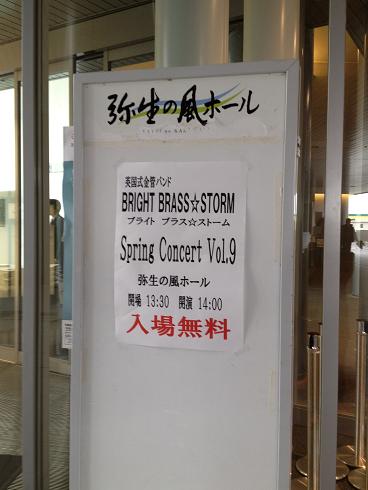 弥生の風ホール
英国式金管バンド
BRIGHT BRASS☆STORM
ブライト ブラス☆ストーム
Spring Concert Vol.9
弥生の風ホール
開場 13:30 開演 14:00
入場無料